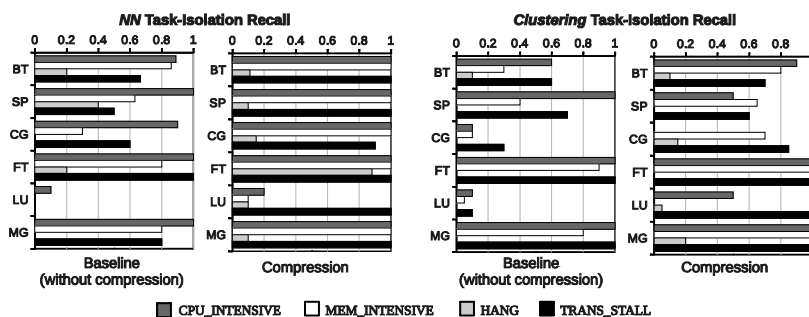 NN Task-Isolation Recall
0 0.2 0.4 0.6 0.8 1
BT
SP
CG
FT
LU
MG
Baseline
(without compression)
0 0.2 0.4 0.6 0.8 1
BT
SP
CG
FT
LU
MG
Compression
Clustering Task-Isolation Recall
0 0.2 0.4 0.6 0.8 1
BT
SP
CG
FT
LU
MG
Baseline
(without compression)
0 0.2 0.4 0.6 0.8
BT
SP
CG
FT
LU
MG
Compression
CPU_INTENSIVE MEM_INTENSIVE HANG TRANS_STALL